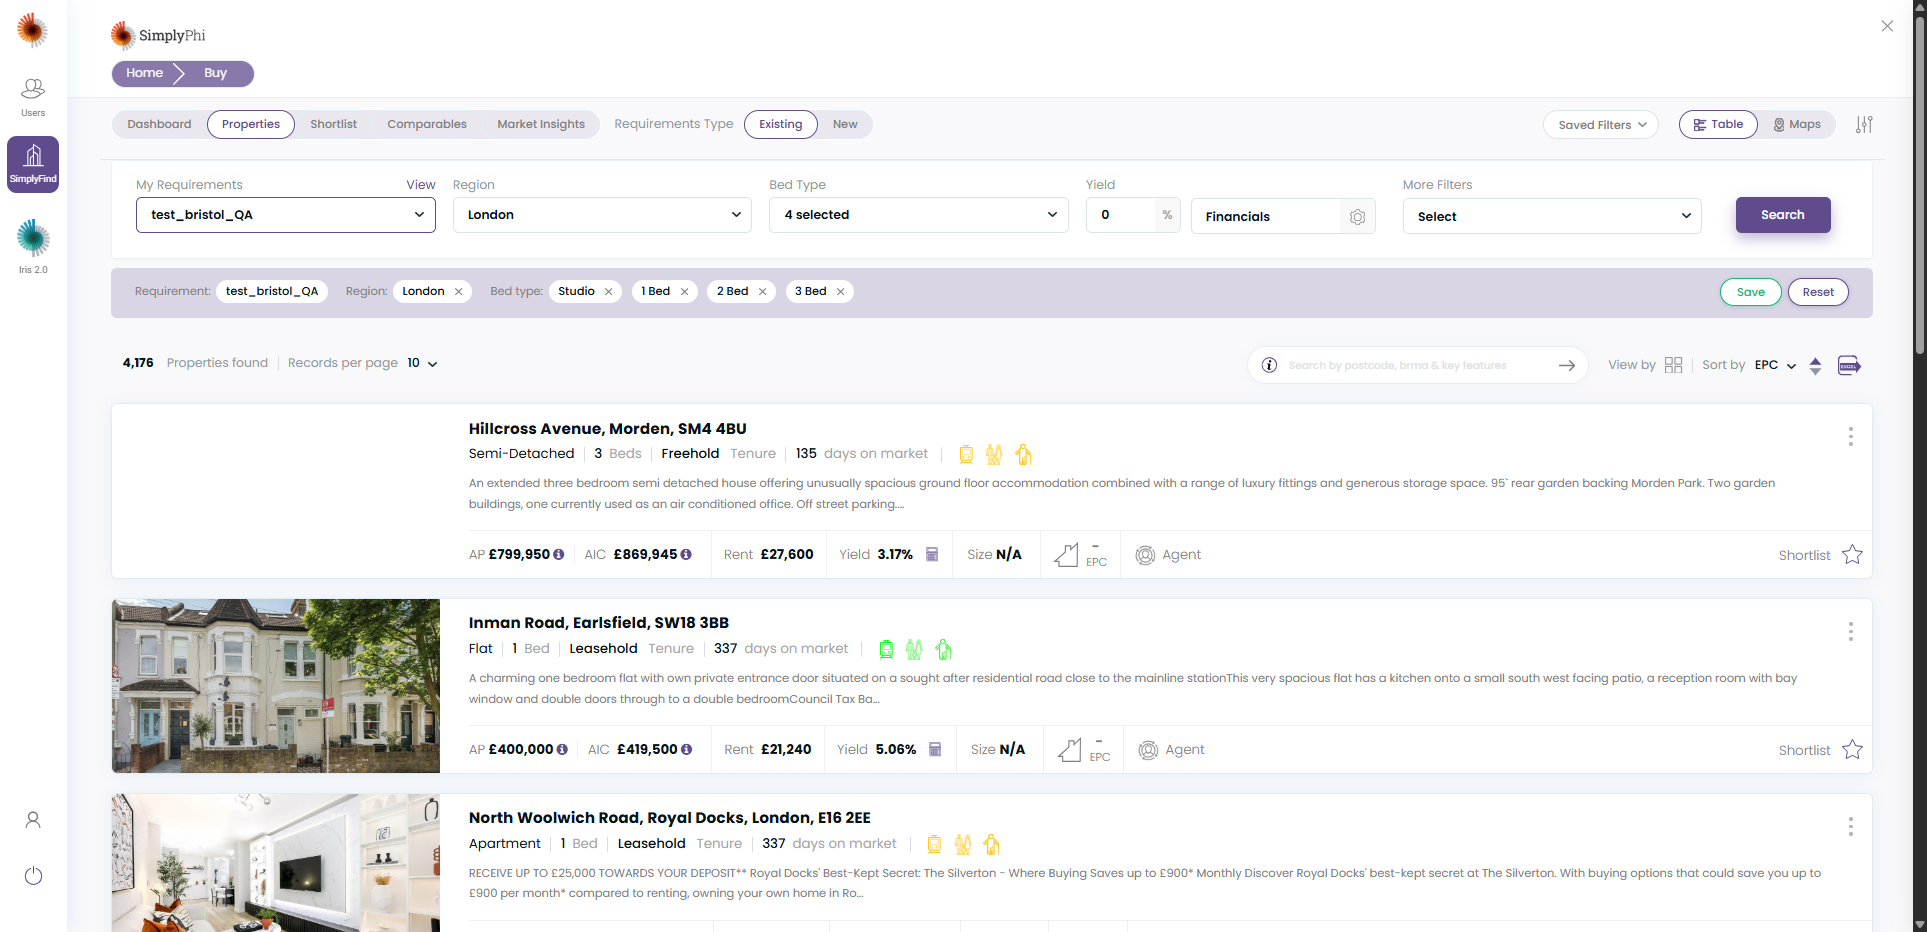 SimplyPhi
Home
Buy
Users
SimplyFind
Iris 2.0
Dashboard
Properties
Shortlist
Comparables
Market Insights
Requirements Type
Existing
New
Saved Filters
Table
Maps
My Requirements
View
Region
Bed Type
Yield
More Filters
test_bristol_QA
London
4 selected
0
%
Financials
Select
Search
Requirement:
test_bristol_QA
Region:
London
Bed type:
Studio
1 Bed
2 Bed
3 Bed
Save
Reset
4,176 Properties found
Records per page 10
Search by postcode, brma & key features
View by
Sort by EPC
EXCEL
Hillcross Avenue, Morden, SM4 4BU
Semi-Detached 3 Beds Freehold Tenure 135 days on market
An extended three bedroom semi detached house offering unusually spacious ground floor accommodation combined with a range of luxury fittings and generous storage space. 95` rear garden backing Morden Park. Two garden
buildings, one currently used as an air conditioned office. Off street parking....
AP £799,950 AIC £869,945 Rent £27,600 Yield 3.17% Size N/A - EPC Agent Shortlist
Inman Road, Earlsfield, SW18 3BB
Flat 1 Bed Leasehold Tenure 337 days on market
A charming one bedroom flat with own private entrance door situated on a sought after residential road close to the mainline stationThis very spacious flat has a kitchen onto a small south west facing patio, a reception room with bay
window and double doors through to a double bedroomCouncil Tax Ba...
AP £400,000 AIC £419,500 Rent £21,240 Yield 5.06% Size N/A - EPC Agent Shortlist
North Woolwich Road, Royal Docks, London, E16 2EE
Apartment 1 Bed Leasehold Tenure 337 days on market
RECEIVE UP TO £25,000 TOWARDS YOUR DEPOSIT** Royal Docks' Best-Kept Secret: The Silverton - Where Buying Saves up to £900* Monthly Discover Royal Docks' best-kept secret at The Silverton. With buying options that could save you up to
£900 per month* compared to renting, owning your own home in Ro...